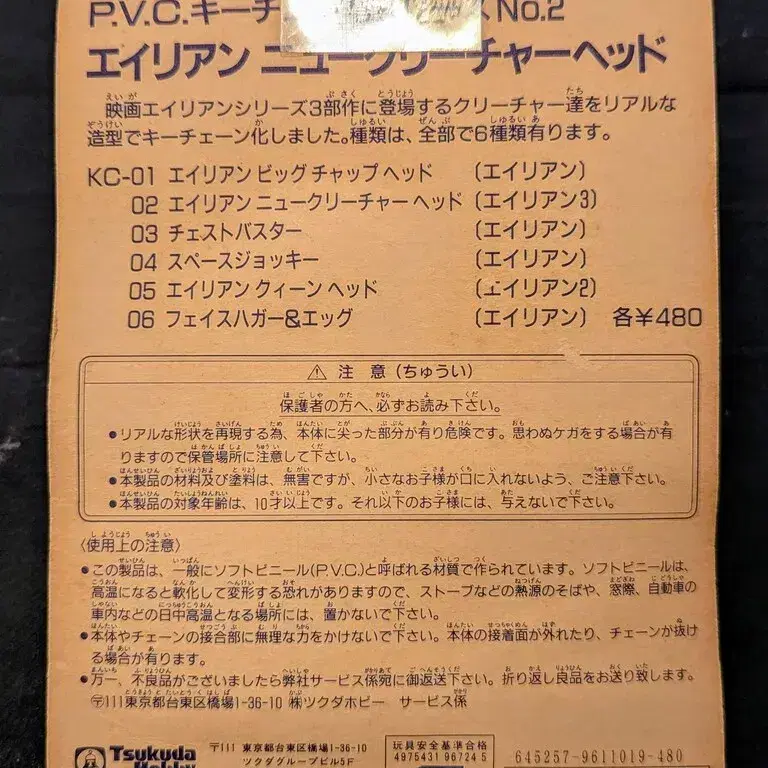 P.V.C.キーチ No.2
エイリアン ニュークリーチャーヘッド
映画エイリアンシリーズ3部作に登場するクリーチャー達をリアルな
造型でキーチェーン化しました。種類は、全部で6種類有ります。
KC-01 エイリアン ビッグ チャップ ヘッド (エイリアン)
02 エイリアン ニュークリーチャー ヘッド (エイリアン3)
03 チェストバスター (エイリアン)
04 スペースジョッキー (エイリアン)
05 エイリアン クィーン ヘッド (エイリアン2)
06 フェイスハガー&エッグ (エイリアン) 各¥480
⚠ 注意(ちゅうい)
保護者の方へ、必ずお読み下さい。
●リアルな形状を再現する為、本体に尖った部分が有り危険です。思わぬケガをする場合が有
りますので保管場所に注意して下さい。
●本製品の材料及び塗料は、無害ですが、小さなお子様が口に入れないよう、ご注意下さい。
●本製品の対象年齢は、10才以上です。それ以下のお子様には、与えないで下さい。
〈使用上の注意〉
●この製品は、一般にソフトビニール(P.V.C.)と呼ばれる材質で作られています。ソフトビニールは、
高温になると軟化して変形する恐れがありますので、ストーブなどの熱源のそばや、窓際、自動車の
車内などの日中高温となる場所には、置かないで下さい。
●本体やチェーンの接合部に無理な力をかけないで下さい。本体の接着面が外れたり、チェーンが抜け
る場合が有ります。
●万一、不良品がございましたら弊社サービス係宛に御返送下さい。折り返し良品をお送り致します。
〒111東京都台東区橋場1-36-10 ㈱ツクダホビー サービス係
Tsukuda Hobby
〒111 東京都台東区橋場1-36-10
ツクダグループビル5F
玩具安全基準合格
4975431 96724 5
645257-9611019-480